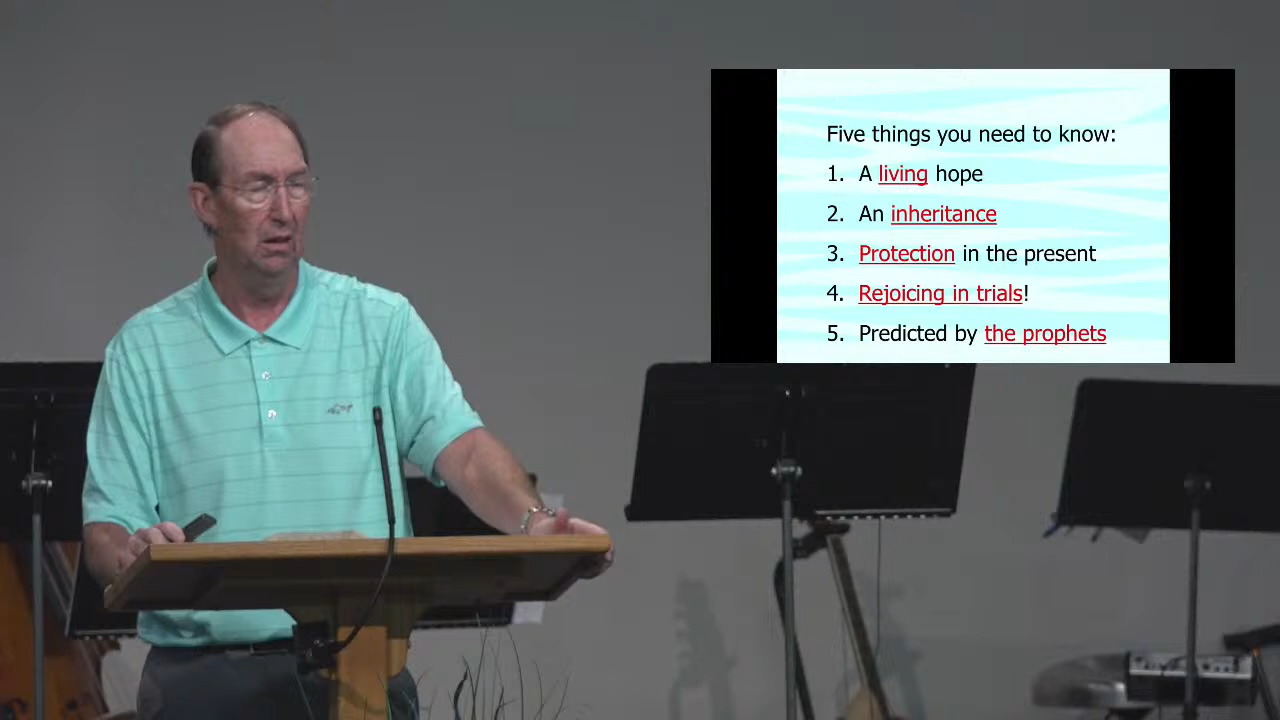 Five things you need to know:
1. A living hope
2. An inheritance
3. Protection in the present
4. Rejoicing in trials!
5. Predicted by the prophets